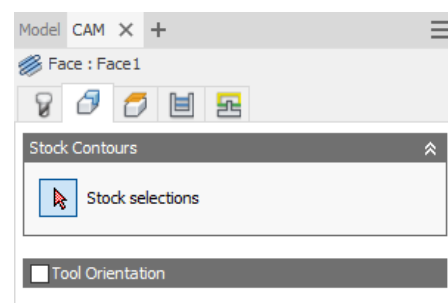 Model CAM
Face : Face1
Stock Contours
Stock selections
Tool Orientation